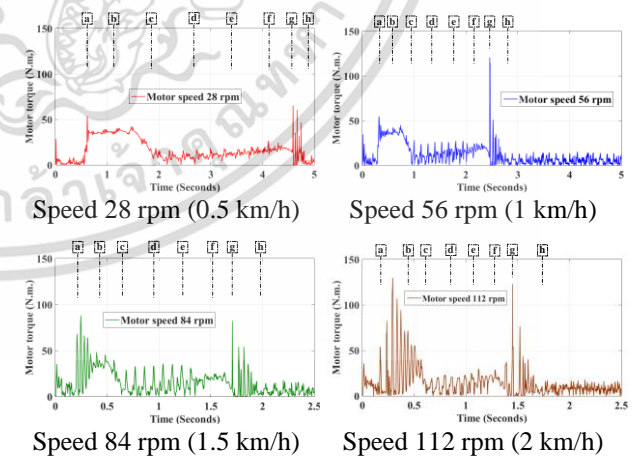 a b c d e f g h
150
100
50
0
Motor torque (N.m.)
Motor speed 28 rpm
0 1 2 3 4 5
Time (Seconds)
Speed 28 rpm (0.5 km/h)
a b c d e f g h
150
100
50
0
Motor torque (N.m.)
Motor speed 56 rpm
0 1 2 3 4 5
Time (Seconds)
Speed 56 rpm (1 km/h)
a b c d e f g h
150
100
50
0
Motor torque (N.m.)
Motor speed 84 rpm
0 0.5 1 1.5 2 2.5
Time (Seconds)
Speed 84 rpm (1.5 km/h)
a b c d e f g h
150
100
50
0
Motor torque (N.m.)
Motor speed 112 rpm
0 0.5 1 1.5 2 2.5
Time (Seconds)
Speed 112 rpm (2 km/h)